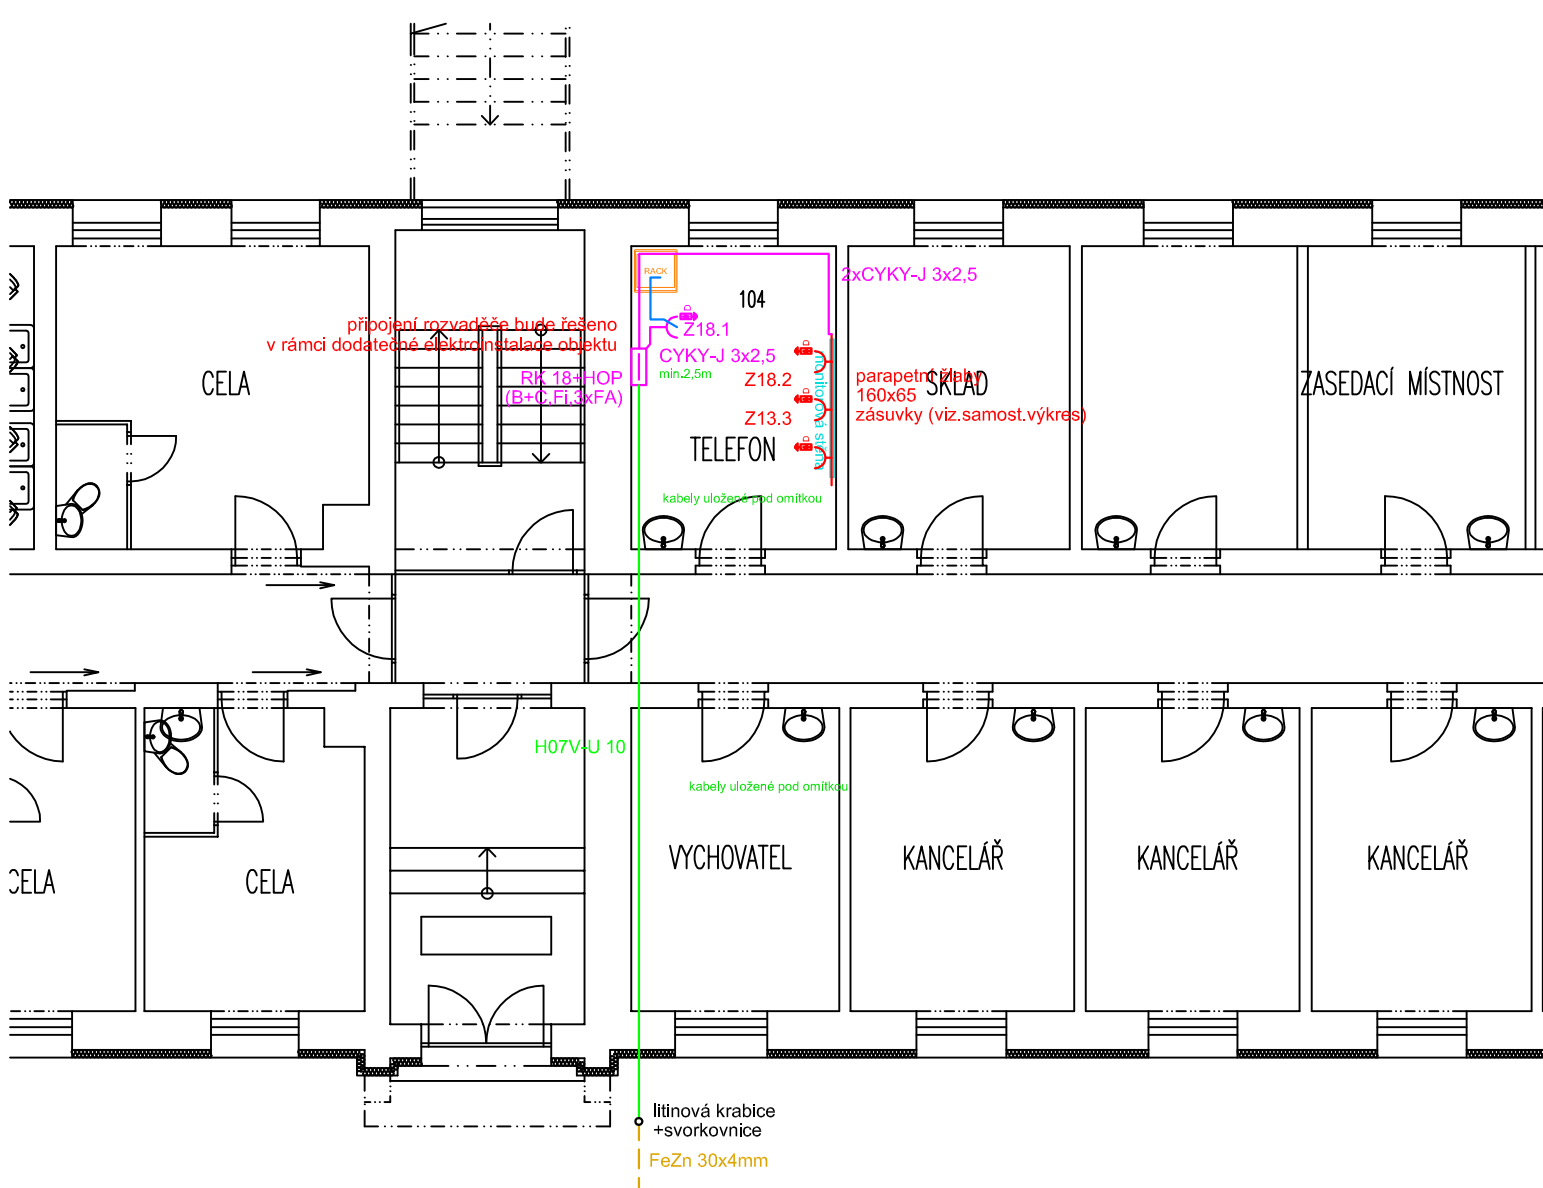 RACK
104
2xCYKY-J 3x2,5
D
Z18.1
připojení rozvaděče bude řešeno
v rámci dodatečné elektroinstalace objektu
CYKY-J 3x2,5
min.2,5m
RK 18+HOP
(B+C,Fi,3xFA)
D
Z18.2
D
Z13.3
D
monitorová stěna
parapetní žlaby
160x65
zásuvky (viz.samost.výkres)
CELA
SKLAD
ZASEDACÍ MÍSTNOST
TELEFON
kabely uložené pod omítkou
H07V-U 10
kabely uložené pod omítkou
CELA
CELA
VYCHOVATEL
KANCELÁŘ
KANCELÁŘ
KANCELÁŘ
litinová krabice
+svorkovnice
FeZn 30x4mm